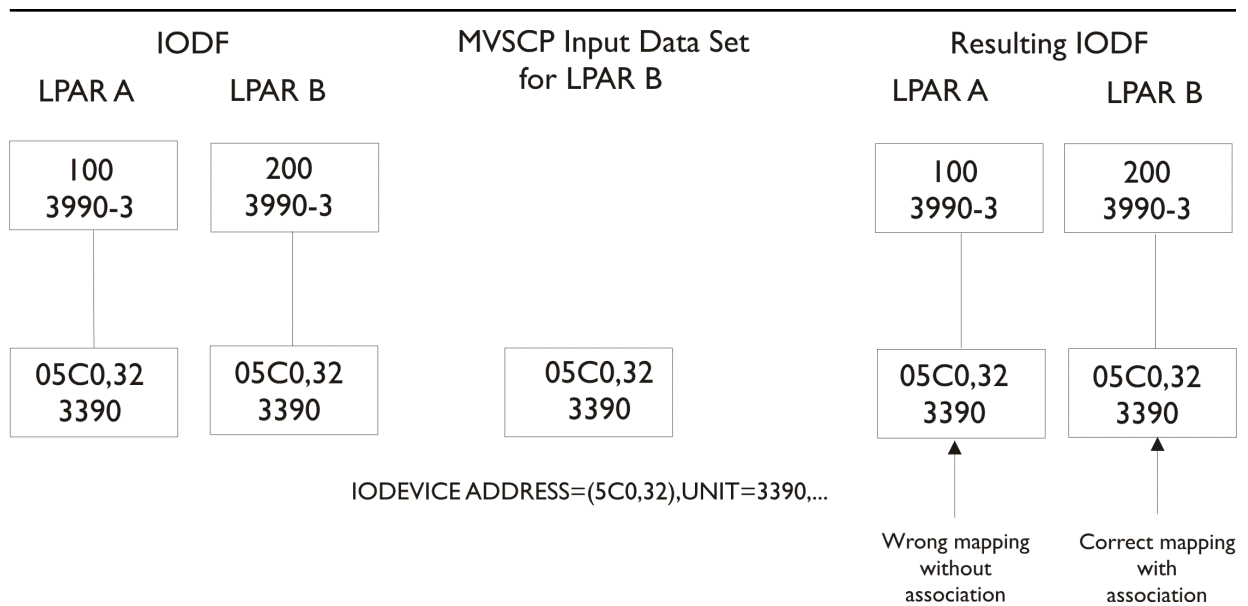 IODF
LPAR A
LPAR B
100
3990-3
200
3990-3
05C0,32
3390
05C0,32
3390
MVSCP Input Data Set
for LPAR B
05C0,32
3390
IODEVICE ADDRESS=(5C0,32),UNIT=3390,...
Resulting IODF
LPAR A
LPAR B
100
3990-3
200
3990-3
05C0,32
3390
05C0,32
3390
Wrong mapping
without
association
Correct mapping
with
association